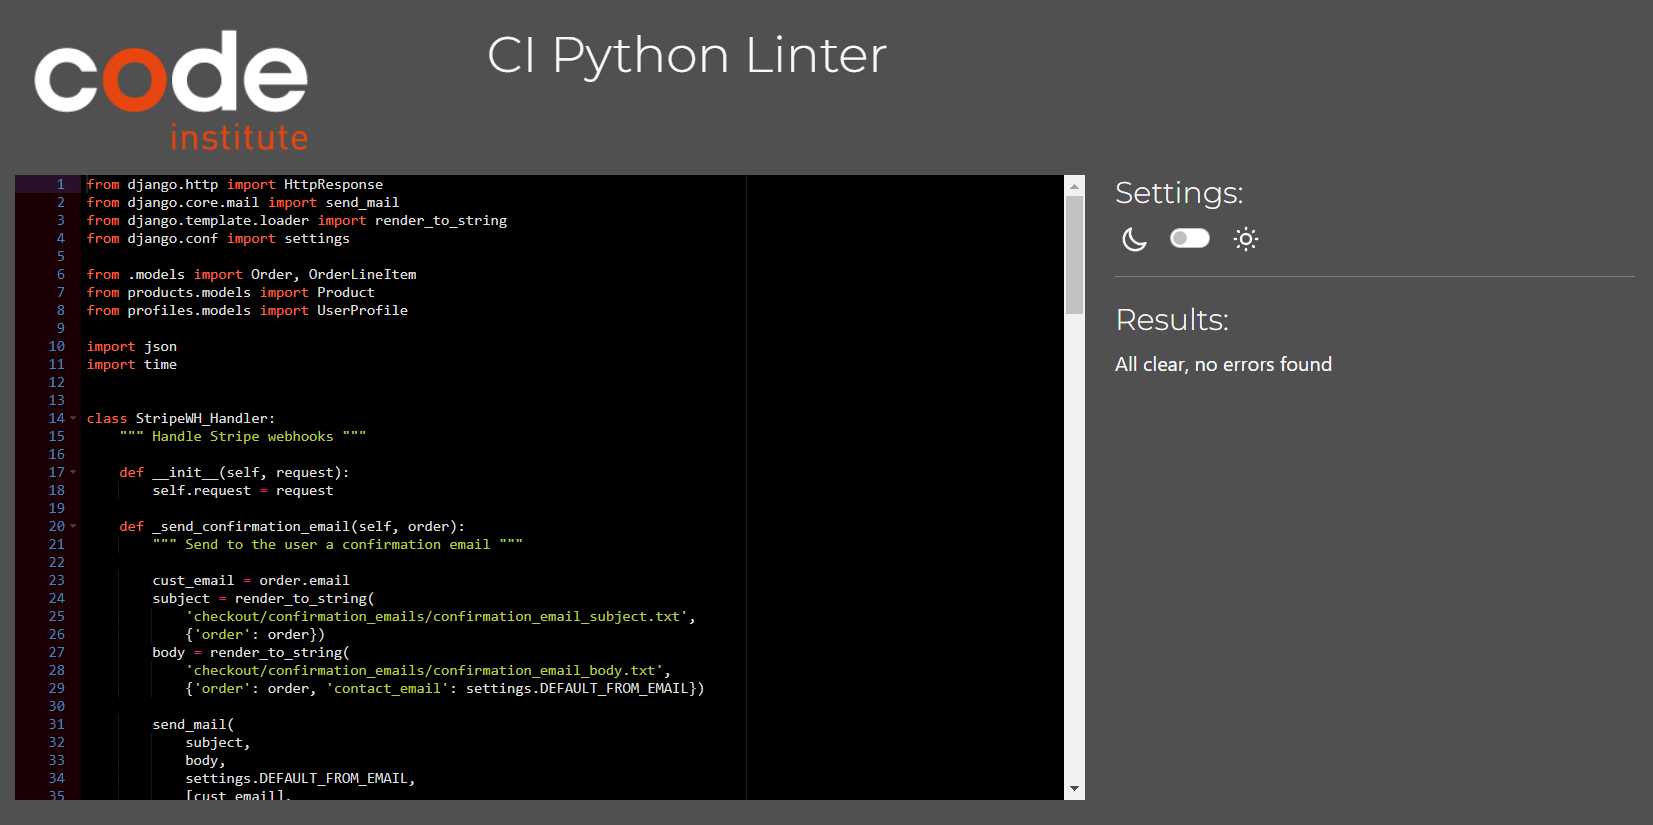 code
institute
CI Python Linter
1 from django.http import HttpResponse
2 from django.core.mail import send_mail
3 from django.template.loader import render_to_string
4 from django.conf import settings
5
6 from .models import Order, OrderLineItem
7 from products.models import Product
8 from profiles.models import UserProfile
9
10 import json
11 import time
12
13
14 class StripeWH_Handler:
15     """ Handle Stripe webhooks """
16
17     def __init__(self, request):
18         self.request = request
19
20     def _send_confirmation_email(self, order):
21         """ Send to the user a confirmation email """
22
23         cust_email = order.email
24         subject = render_to_string(
25             'checkout/confirmation_emails/confirmation_email_subject.txt',
26             {'order': order})
27         body = render_to_string(
28             'checkout/confirmation_emails/confirmation_email_body.txt',
29             {'order': order, 'contact_email': settings.DEFAULT_FROM_EMAIL})
30
31         send_mail(
32             subject,
33             body,
34             settings.DEFAULT_FROM_EMAIL,
35             [cust_email],
Settings:
Results:
All clear, no errors found